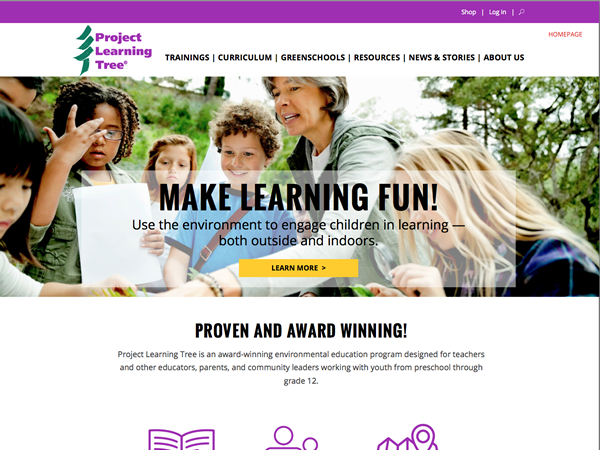 Shop | Log in |
HOMEPAGE
Project
Learning
Tree®
TRAININGS | CURRICULUM | GREENSCHOOLS | RESOURCES | NEWS & STORIES | ABOUT US
MAKE LEARNING FUN!
Use the environment to engage children in learning —
both outside and indoors.
LEARN MORE >
PROVEN AND AWARD WINNING!
Project Learning Tree is an award-winning environmental education program designed for teachers
and other educators, parents, and community leaders working with youth from preschool through
grade 12.